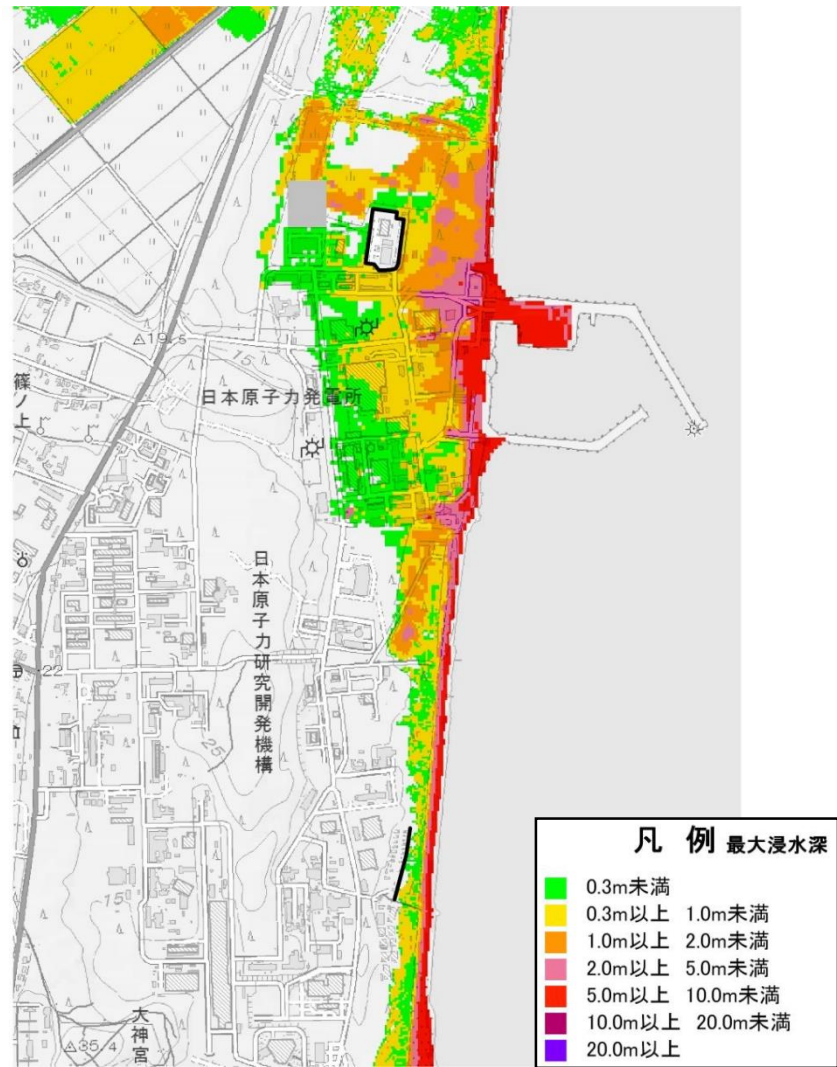 △19.5
15
篠ノ上
日本原子力発電所
日本原子力研究開発機構
22
25
15
大神宮
△35.4
凡 例 最大浸水深
0.3m未満
0.3m以上 1.0m未満
1.0m以上 2.0m未満
2.0m以上 5.0m未満
5.0m以上 10.0m未満
10.0m以上 20.0m未満
20.0m以上